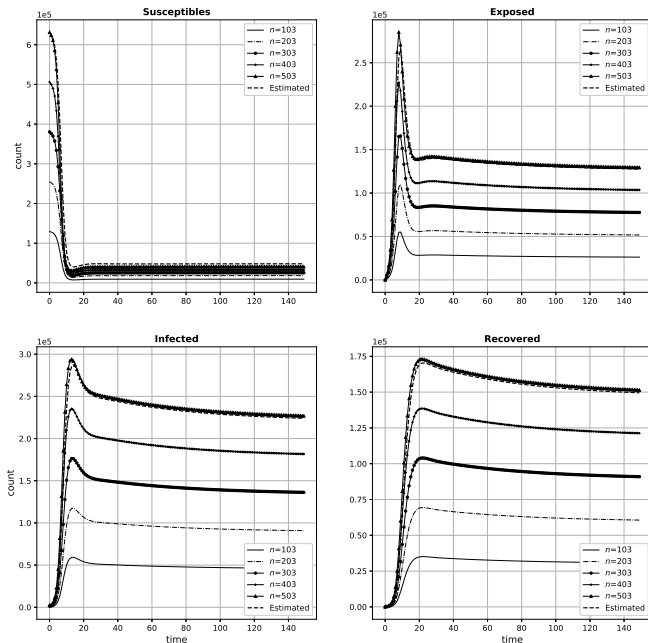 Susceptibles
1e5
n=103
n=203
n=303
n=403
n=503
Estimated
6
5
4
3
2
1
0
count
0 20 40 60 80 100 120 140
Exposed
1e5
n=103
n=203
n=303
n=403
n=503
Estimated
2.5
2.0
1.5
1.0
0.5
0.0
0 20 40 60 80 100 120 140
Infected
1e5
3.0
2.5
2.0
1.5
1.0
0.5
0.0
count
n=103
n=203
n=303
n=403
n=503
Estimated
0 20 40 60 80 100 120 140
time
Recovered
1e5
1.75
1.50
1.25
1.00
0.75
0.50
0.25
0.00
n=103
n=203
n=303
n=403
n=503
Estimated
0 20 40 60 80 100 120 140
time